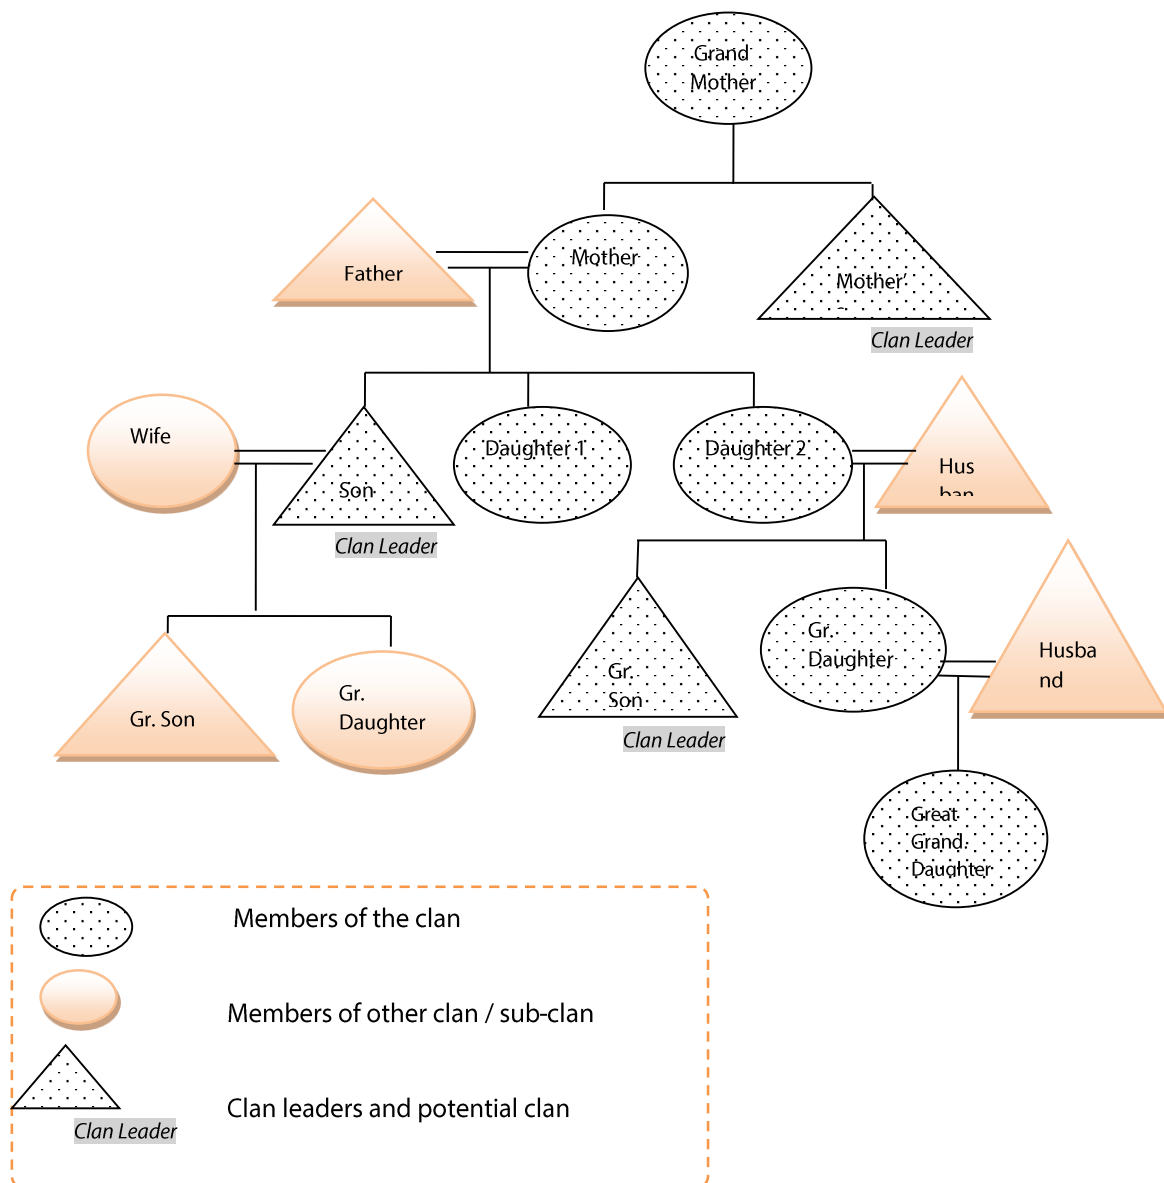 Grand
Mother
Mother
Father
Mother'
Clan Leader
Wife
Daughter 1
Daughter 2
Hus
ban
Son
Clan Leader
Gr.
Daughter
Husba
nd
Gr.
Son
Gr. Son
Gr.
Daughter
Clan Leader
Great
Grand
Daughter
Members of the clan
Members of other clan / sub-clan
Clan leaders and potential clan
Clan Leader